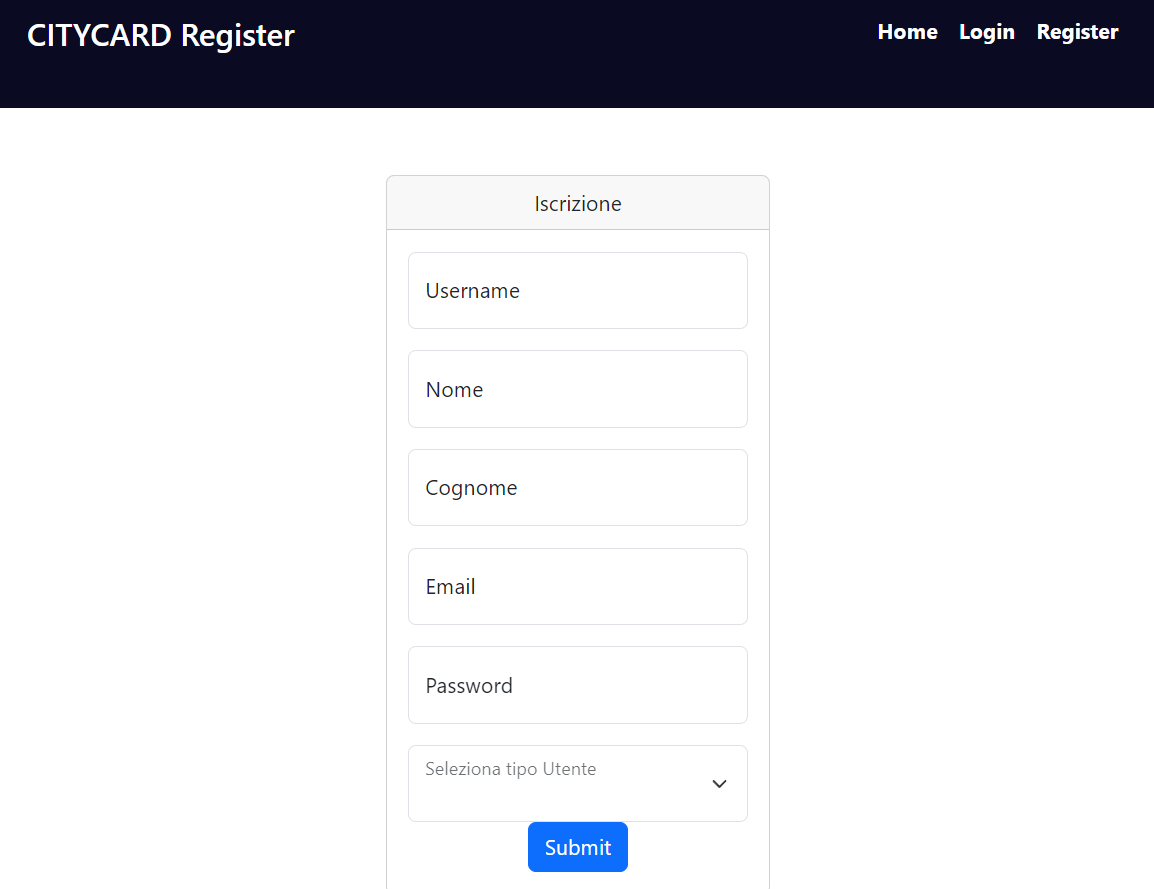 CITYCARD Register
Home Login Register
Iscrizione
Username
Nome
Cognome
Email
Password
Seleziona tipo Utente
Submit